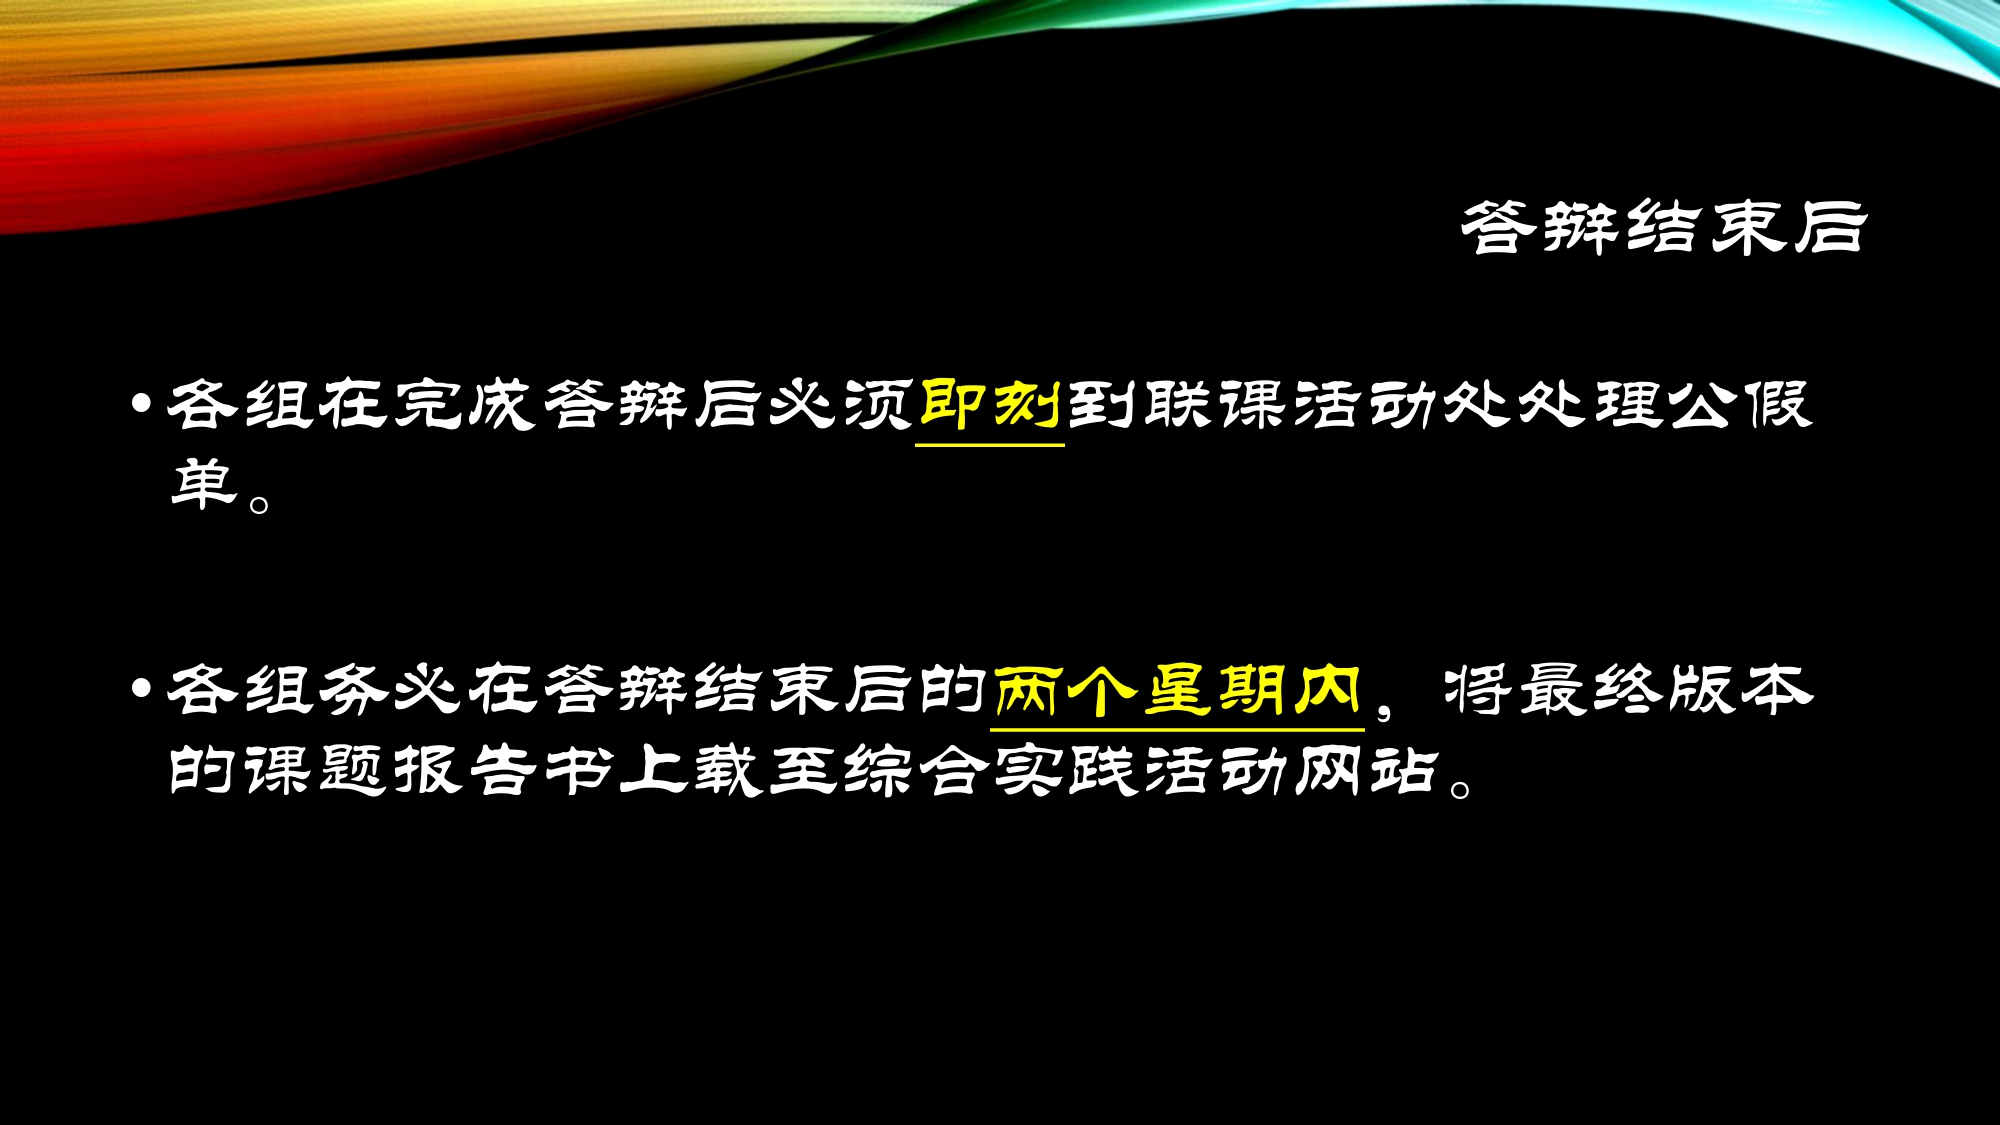 答辩结束后
•各组在完成答辩后必须即刻到联课活动处处理公假
单。
•各组务必在答辩结束后的两个星期内，将最终版本
的课题报告书上载至综合实践活动网站。